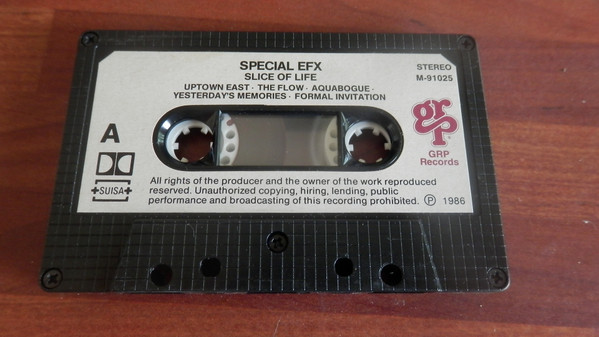 SPECIAL EFX
SLICE OF LIFE
UPTOWN EAST · THE FLOW · AQUABOGUE ·
YESTERDAY'S MEMORIES · FORMAL INVITATION
STEREO
M-91025
grp
GRP
Records
A
SUISA
All rights of the producer and the owner of the work reproduced
reserved. Unauthorized copying, hiring, lending, public
performance and broadcasting of this recording prohibited. ℗ 1986